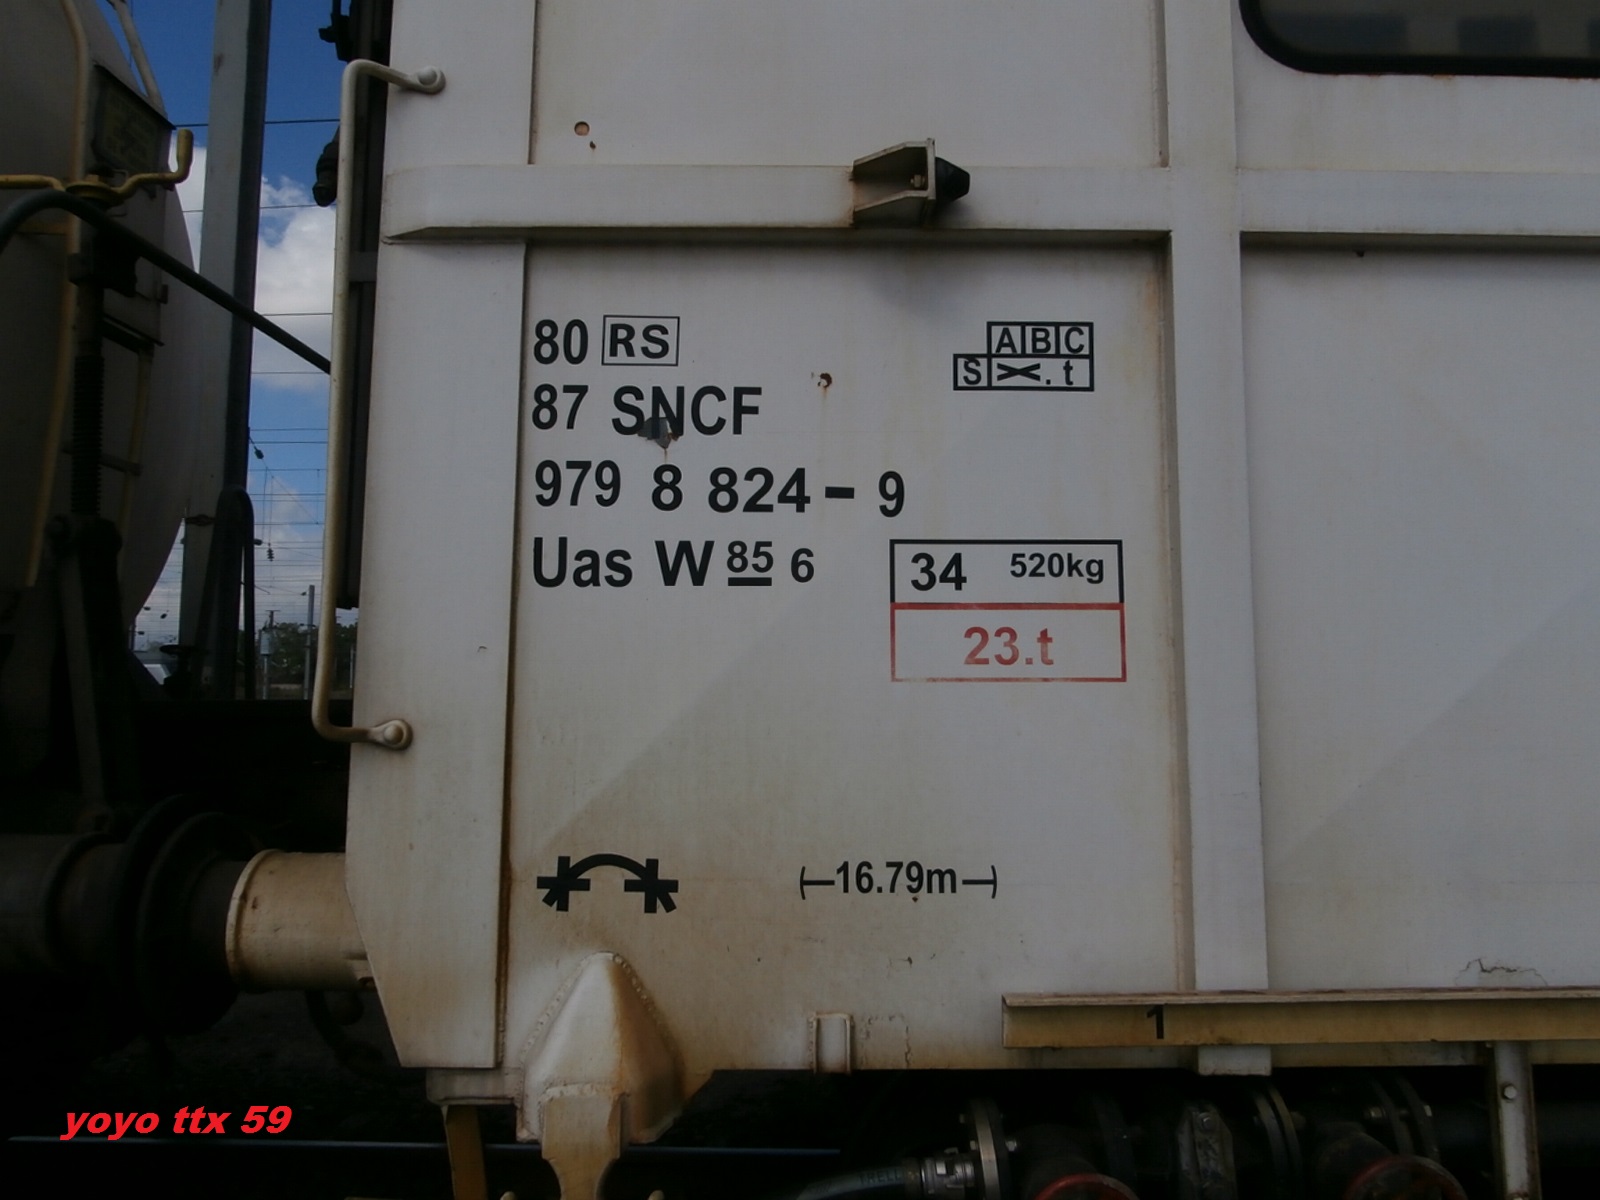 80 RS
87 SNCF
979 8 824-9
Uas W 85 6
A B C
S X.t
34 520kg
23.t
16.79m
1
yoyo ttx 59